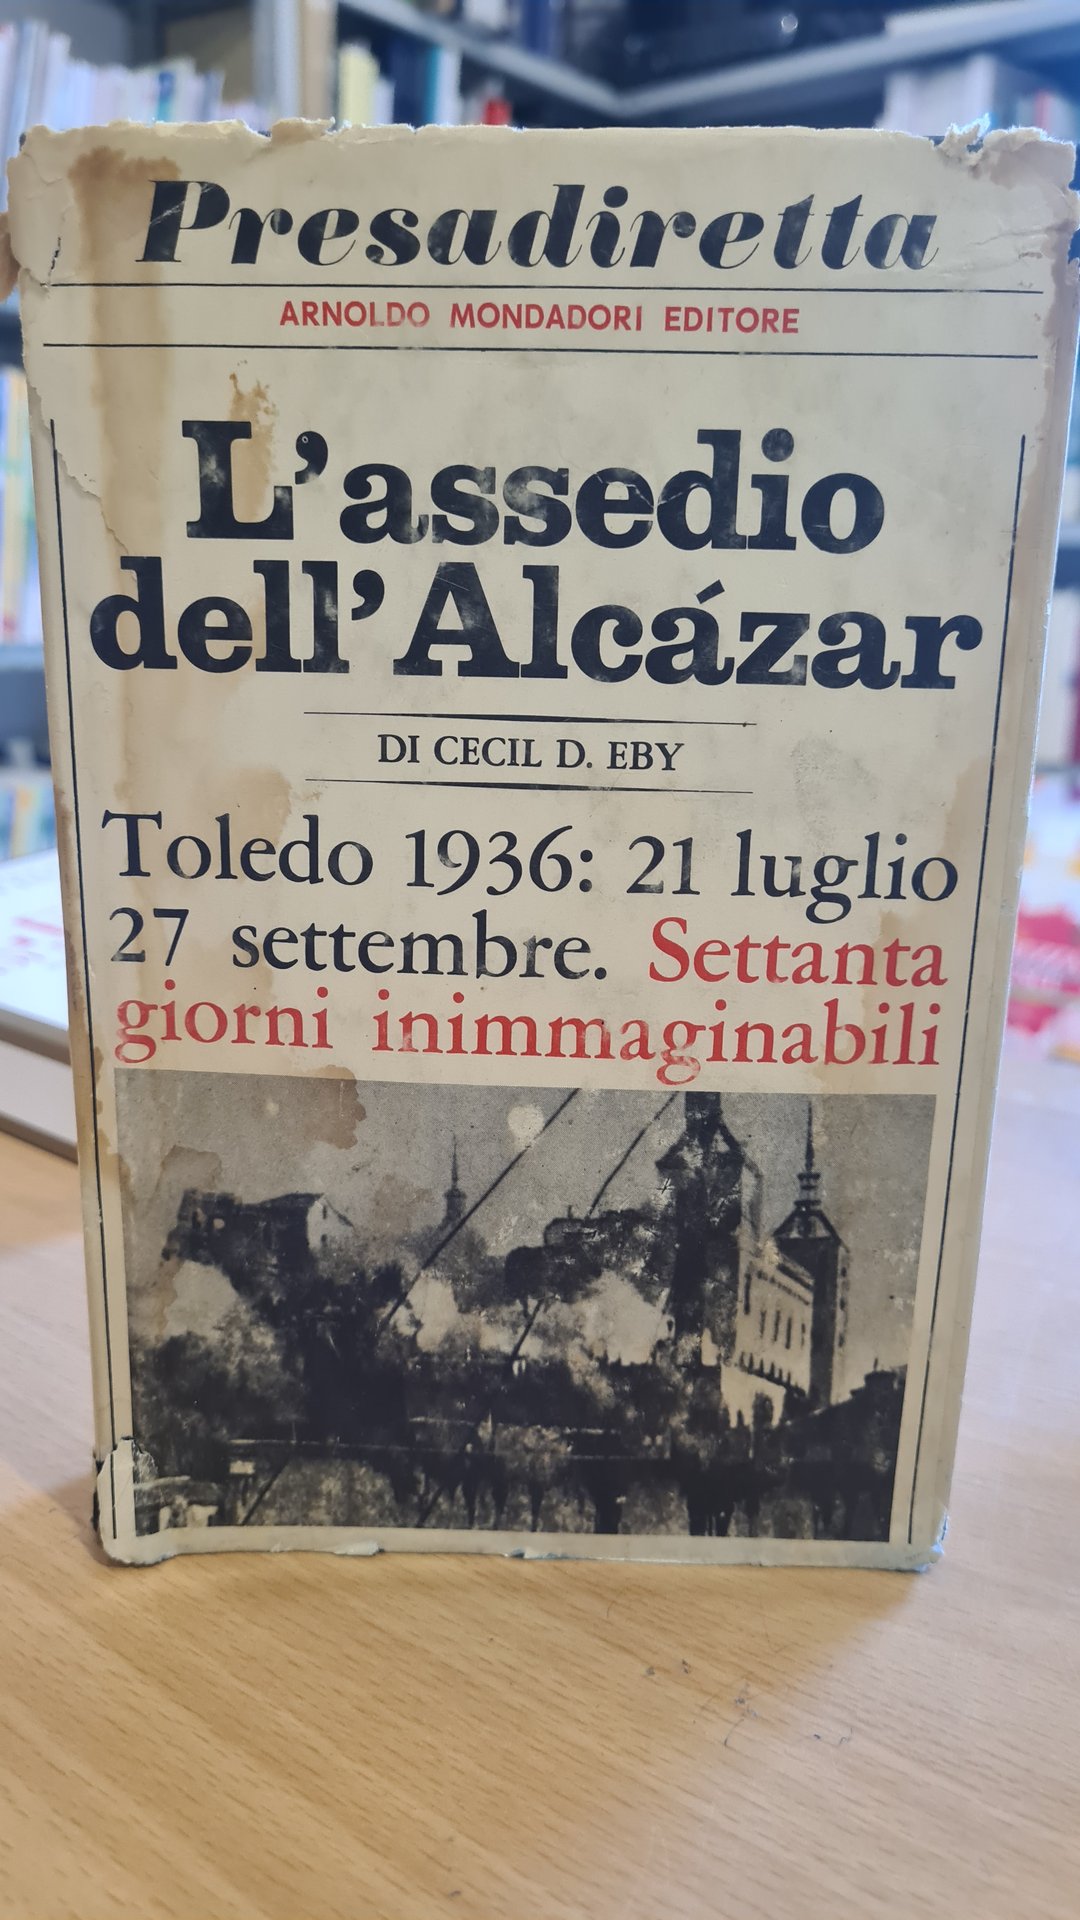 Presadiretta
ARNOLDO MONDADORI EDITORE
L'assedio
dell'Alcázar
DI CECIL D. EBY
Toledo 1936: 21 luglio
27 settembre. Settanta
giorni inimmaginabili